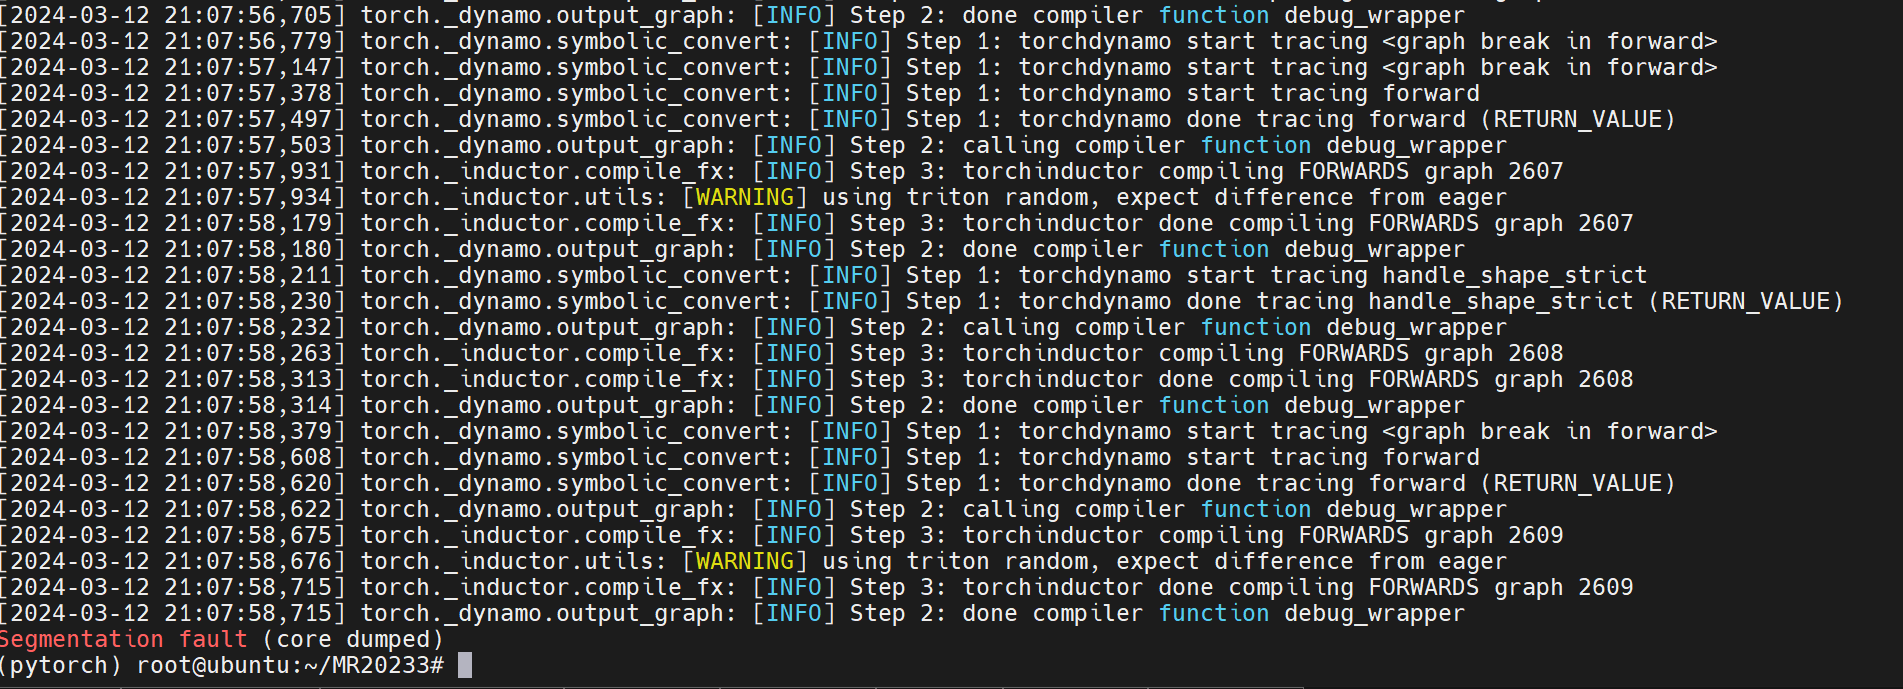 [2024-03-12 21:07:56,705] torch._dynamo.output_graph: [INFO] Step 2: done compiler function debug_wrapper
[2024-03-12 21:07:56,779] torch._dynamo.symbolic_convert: [INFO] Step 1: torchdynamo start tracing <graph break in forward>
[2024-03-12 21:07:57,147] torch._dynamo.symbolic_convert: [INFO] Step 1: torchdynamo start tracing <graph break in forward>
[2024-03-12 21:07:57,378] torch._dynamo.symbolic_convert: [INFO] Step 1: torchdynamo start tracing forward
[2024-03-12 21:07:57,497] torch._dynamo.symbolic_convert: [INFO] Step 1: torchdynamo done tracing forward (RETURN_VALUE)
[2024-03-12 21:07:57,503] torch._dynamo.output_graph: [INFO] Step 2: calling compiler function debug_wrapper
[2024-03-12 21:07:57,931] torch._inductor.compile_fx: [INFO] Step 3: torchinductor compiling FORWARDS graph 2607
[2024-03-12 21:07:57,934] torch._inductor.utils: [WARNING] using triton random, expect difference from eager
[2024-03-12 21:07:58,179] torch._inductor.compile_fx: [INFO] Step 3: torchinductor done compiling FORWARDS graph 2607
[2024-03-12 21:07:58,180] torch._dynamo.output_graph: [INFO] Step 2: done compiler function debug_wrapper
[2024-03-12 21:07:58,211] torch._dynamo.symbolic_convert: [INFO] Step 1: torchdynamo start tracing handle_shape_strict
[2024-03-12 21:07:58,230] torch._dynamo.symbolic_convert: [INFO] Step 1: torchdynamo done tracing handle_shape_strict (RETURN_VALUE)
[2024-03-12 21:07:58,232] torch._dynamo.output_graph: [INFO] Step 2: calling compiler function debug_wrapper
[2024-03-12 21:07:58,263] torch._inductor.compile_fx: [INFO] Step 3: torchinductor compiling FORWARDS graph 2608
[2024-03-12 21:07:58,313] torch._inductor.compile_fx: [INFO] Step 3: torchinductor done compiling FORWARDS graph 2608
[2024-03-12 21:07:58,314] torch._dynamo.output_graph: [INFO] Step 2: done compiler function debug_wrapper
[2024-03-12 21:07:58,379] torch._dynamo.symbolic_convert: [INFO] Step 1: torchdynamo start tracing <graph break in forward>
[2024-03-12 21:07:58,608] torch._dynamo.symbolic_convert: [INFO] Step 1: torchdynamo start tracing forward
[2024-03-12 21:07:58,620] torch._dynamo.symbolic_convert: [INFO] Step 1: torchdynamo done tracing forward (RETURN_VALUE)
[2024-03-12 21:07:58,622] torch._dynamo.output_graph: [INFO] Step 2: calling compiler function debug_wrapper
[2024-03-12 21:07:58,675] torch._inductor.compile_fx: [INFO] Step 3: torchinductor compiling FORWARDS graph 2609
[2024-03-12 21:07:58,676] torch._inductor.utils: [WARNING] using triton random, expect difference from eager
[2024-03-12 21:07:58,715] torch._inductor.compile_fx: [INFO] Step 3: torchinductor done compiling FORWARDS graph 2609
[2024-03-12 21:07:58,715] torch._dynamo.output_graph: [INFO] Step 2: done compiler function debug_wrapper
Segmentation fault (core dumped)
(pytorch) root@ubuntu:~/MR20233#